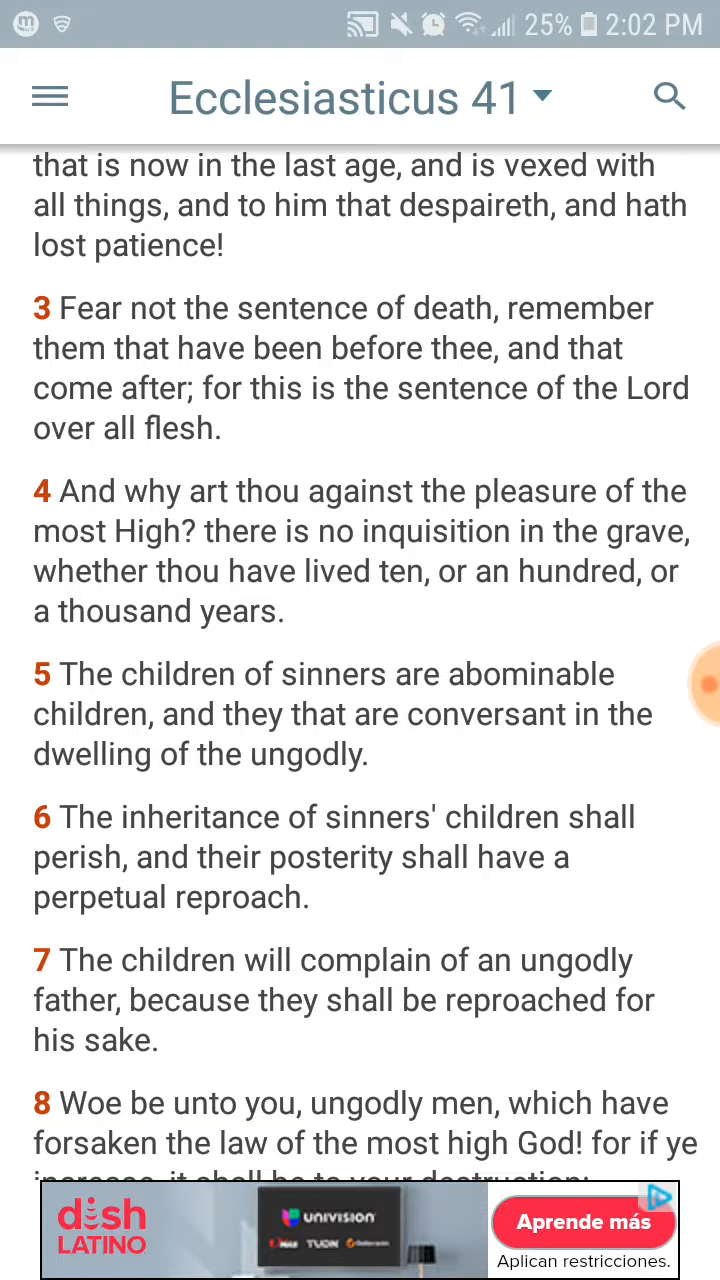 25% 2:02 PM
Ecclesiasticus 41
that is now in the last age, and is vexed with
all things, and to him that despaireth, and hath
lost patience!
3 Fear not the sentence of death, remember
them that have been before thee, and that
come after; for this is the sentence of the Lord
over all flesh.
4 And why art thou against the pleasure of the
most High? there is no inquisition in the grave,
whether thou have lived ten, or an hundred, or
a thousand years.
5 The children of sinners are abominable
children, and they that are conversant in the
dwelling of the ungodly.
6 The inheritance of sinners' children shall
perish, and their posterity shall have a
perpetual reproach.
7 The children will complain of an ungodly
father, because they shall be reproached for
his sake.
8 Woe be unto you, ungodly men, which have
forsaken the law of the most high God! for if ye
increase, it shall be to your destruction:
dish
LATINO
UNIVISION
TUDN
Aprende más
Aplican restricciones.